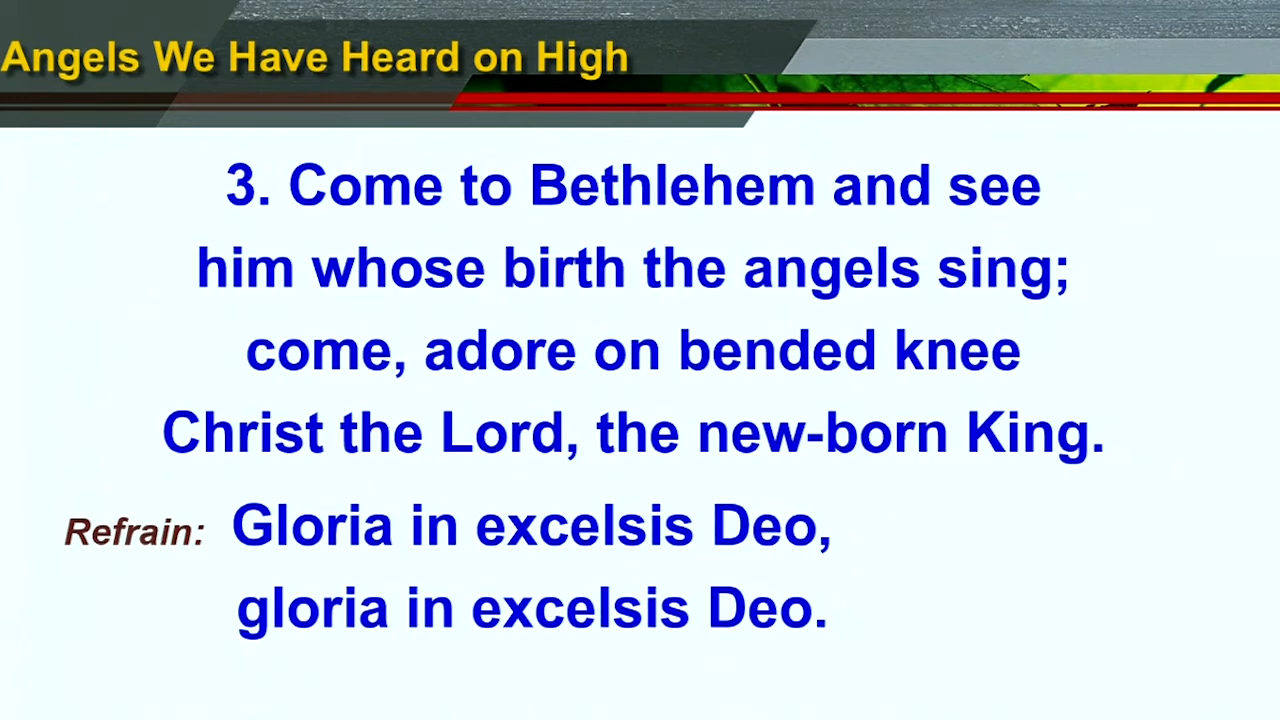 Angels We Have Heard on High
3. Come to Bethlehem and see
him whose birth the angels sing;
come, adore on bended knee
Christ the Lord, the new-born King.
Refrain: Gloria in excelsis Deo,
gloria in excelsis Deo.